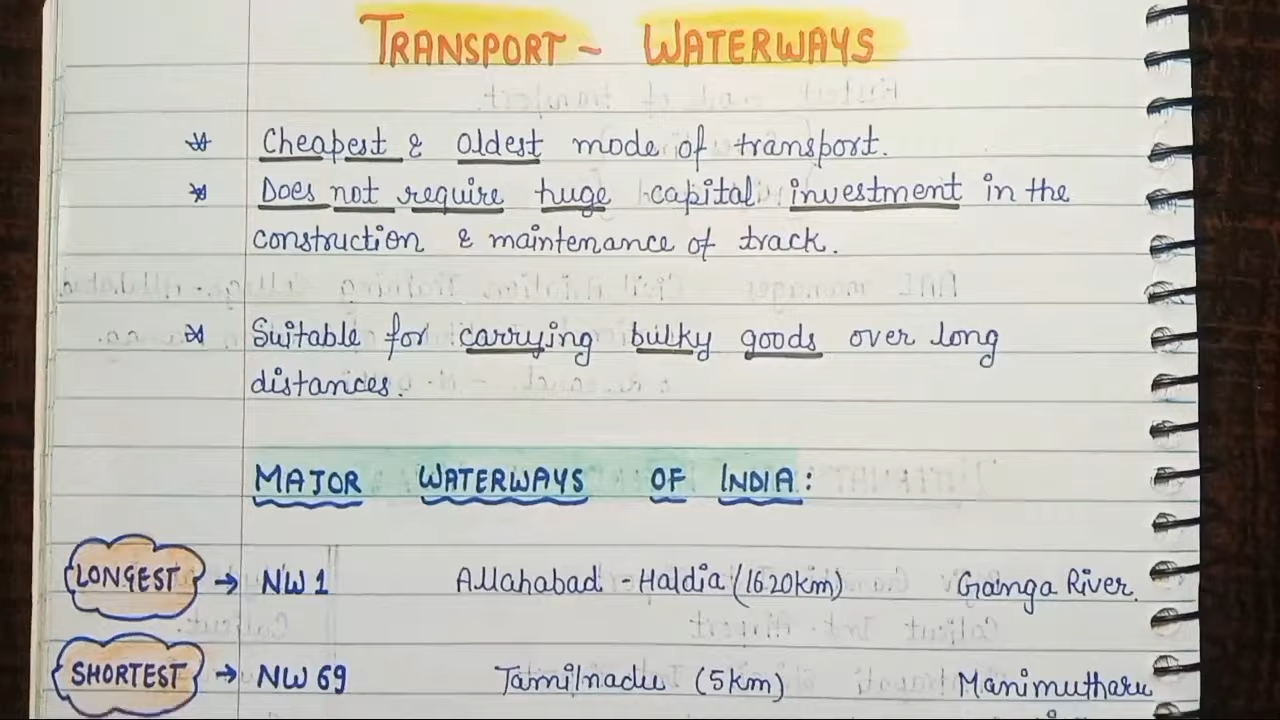 TRANSPORT - WATERWAYS
☆ Cheapest & oldest mode of transport.
☆ Does not require huge capital investment in the
construction & maintenance of track.
☆ Suitable for carrying bulky goods over long
distances.
MAJOR WATERWAYS OF INDIA:
LONGEST → NW 1 Allahabad - Haldia (1620km) Ganga River.
SHORTEST → NW 69 Tamilnadu (5km) Manimutharu